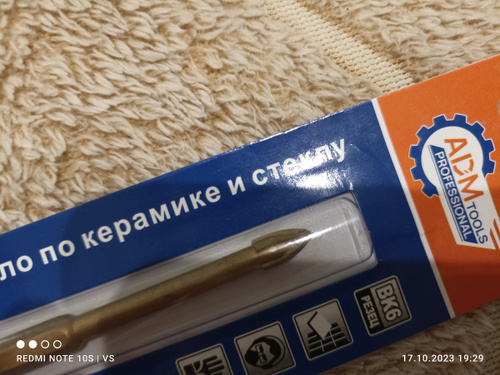 ло по керамике и стеклу
ADM
TOOLS
PROFESSIONAL
ВК6
РЕЗЕЦ
REDMI NOTE 10S | VS
17.10.2023 19:29